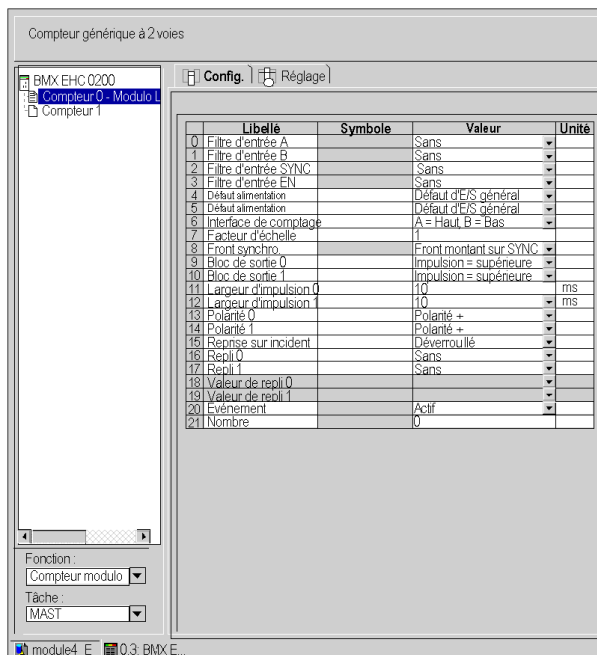 Compteur générique à 2 voies
BMX EHC 0200
Compteur 0 - Modulo L
Compteur 1
Config.
Réglage
Libellé Symbole Valeur Unité
0 Filtre d'entrée A Sans
1 Filtre d'entrée B Sans
2 Filtre d'entrée SYNC Sans
3 Filtre d'entrée EN Sans
4 Défaut alimentation Défaut d'E/S général
5 Défaut alimentation Défaut d'E/S général
6 Interface de comptage A = Haut, B = Bas
7 Facteur d'échelle 1
8 Front synchro. Front montant sur SYNC
9 Bloc de sortie 0 Impulsion = supérieure
10 Bloc de sortie 1 Impulsion = supérieure
11 Largeur d'impulsion 0 10 ms
12 Largeur d'impulsion 1 10 ms
13 Polarité 0 Polarité +
14 Polarité 1 Polarité +
15 Reprise sur incident Déverrouillé
16 Repli 0 Sans
17 Repli 1 Sans
18 Valeur de repli 0
19 Valeur de repli 1
20 Evénement Actif
21 Nombre 0
Fonction :
Compteur modulo
Tâche :
MAST
module4_E 0.3: BMX E...